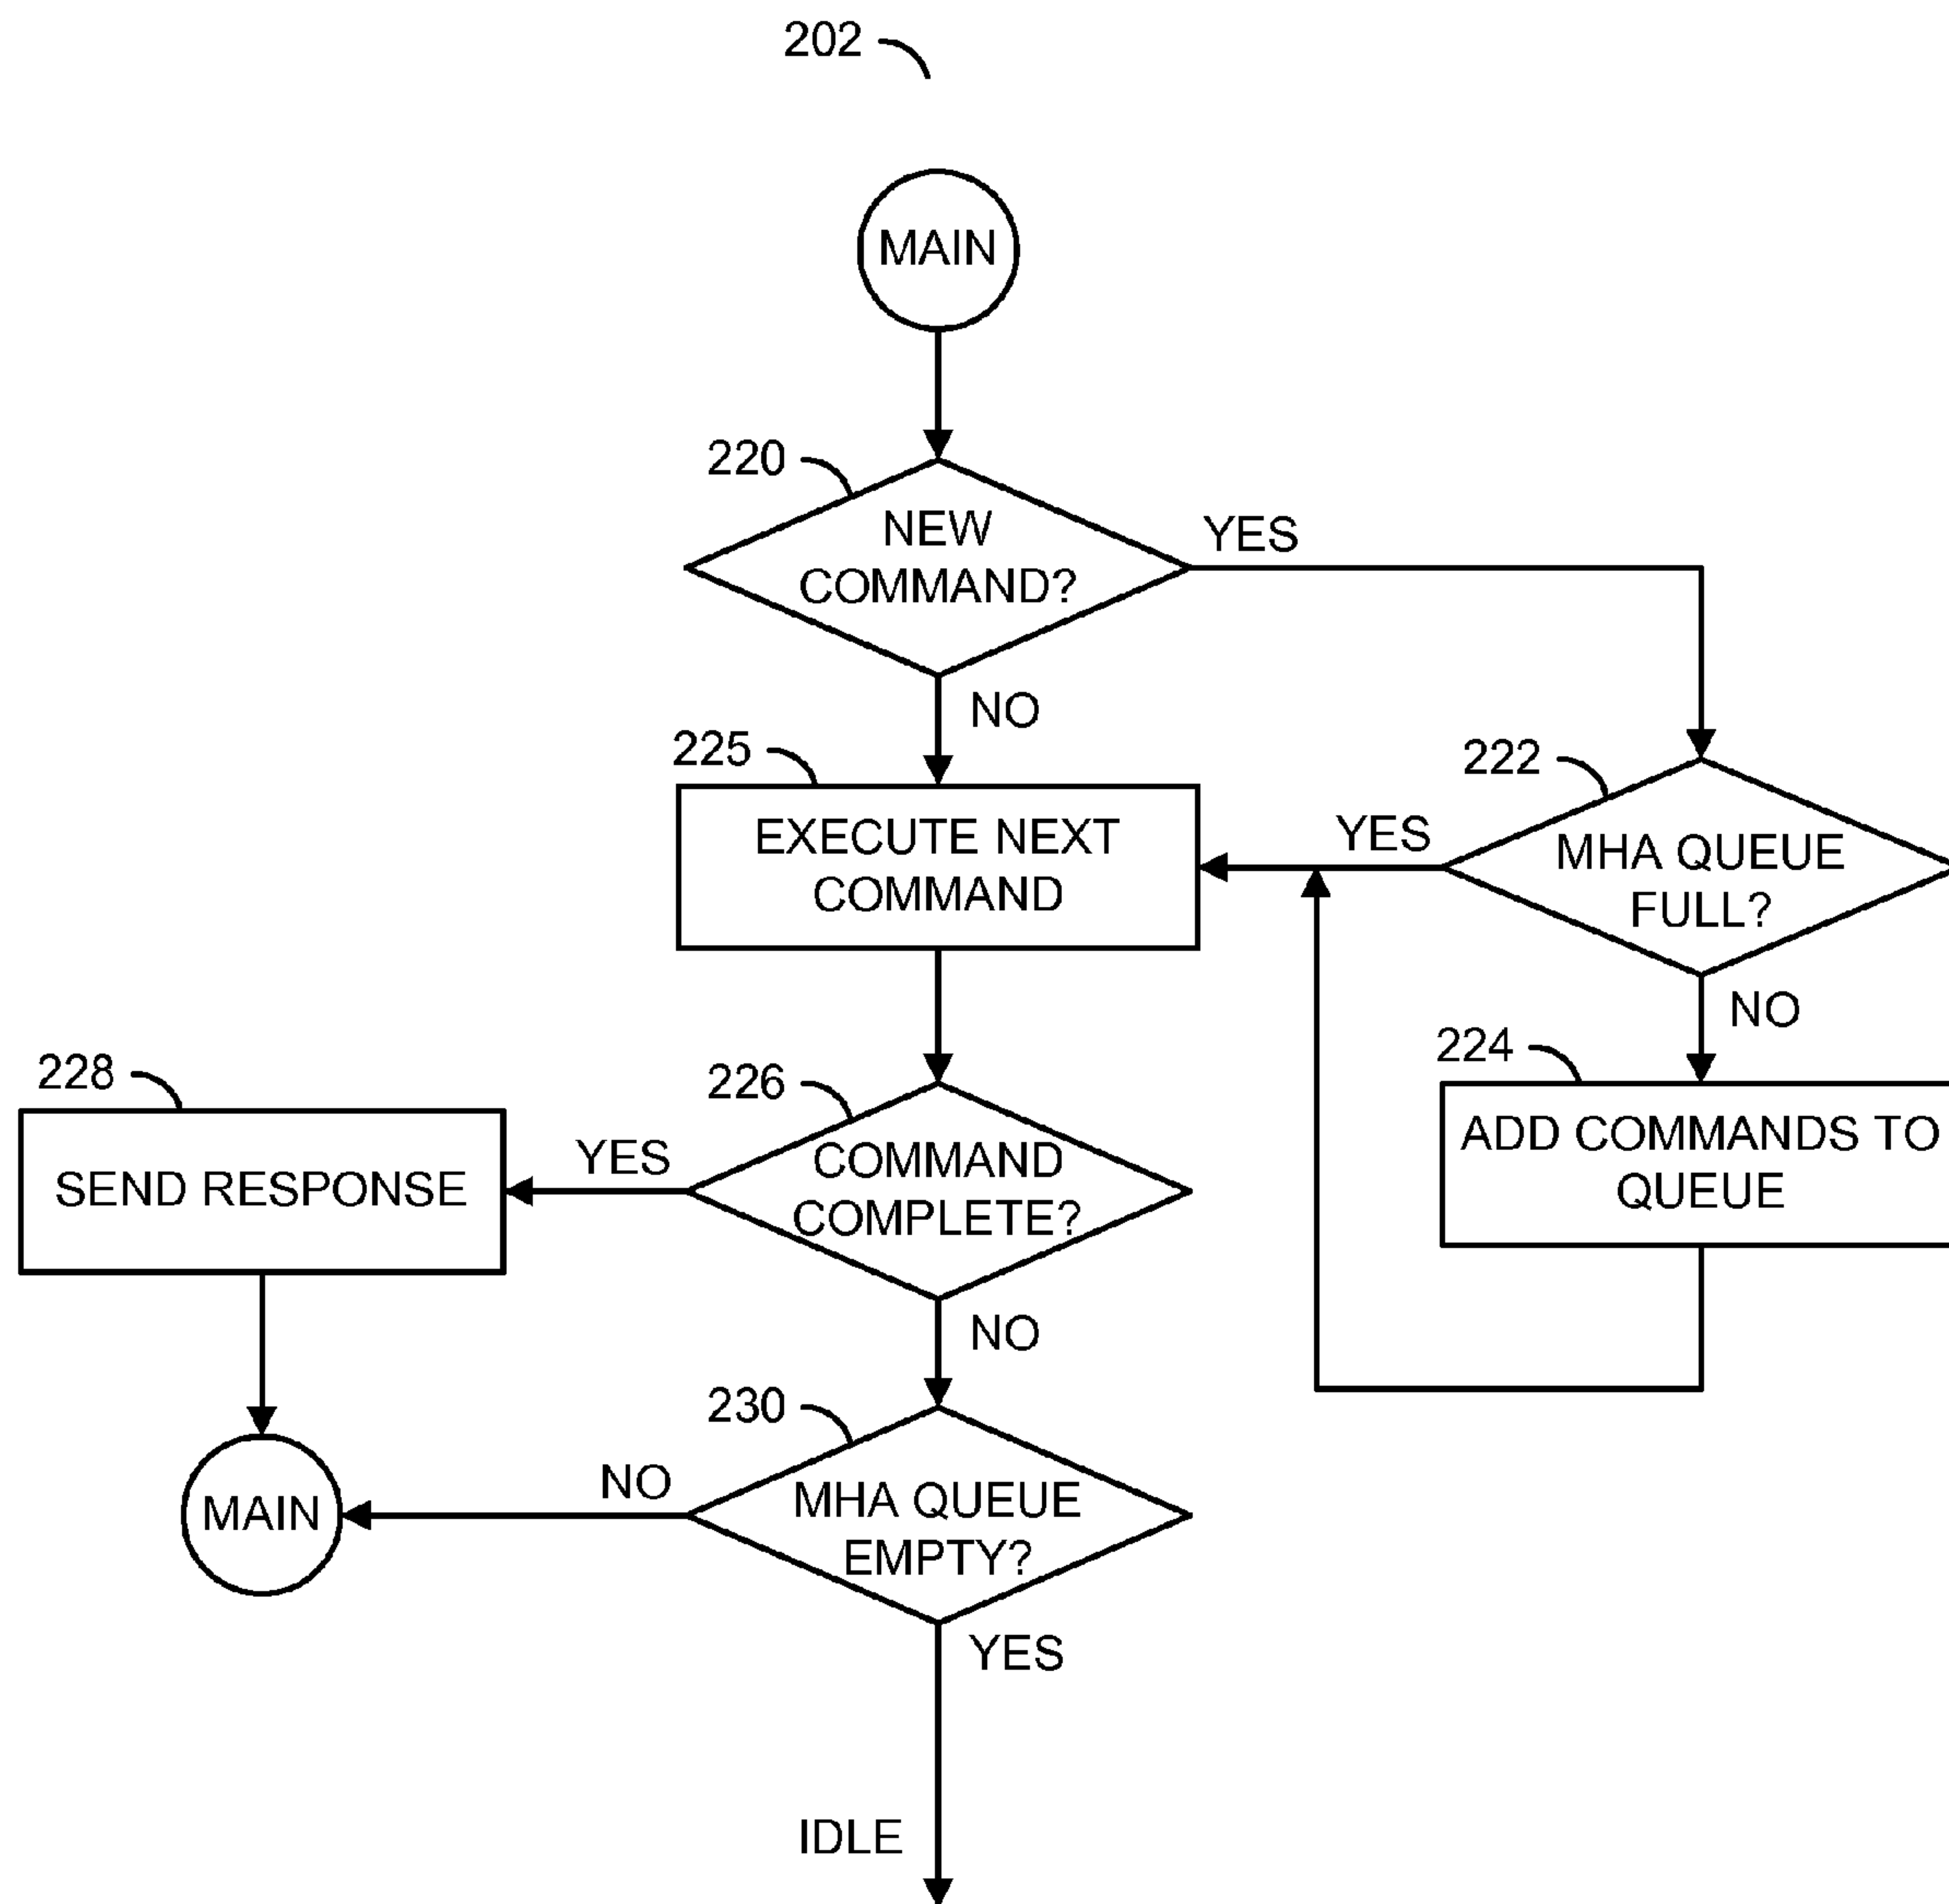 202
MAIN
220
NEW
COMMAND?
YES
NO
225
EXECUTE NEXT
COMMAND
222
MHA QUEUE
FULL?
YES
NO
224
ADD COMMANDS TO
QUEUE
226
COMMAND
COMPLETE?
YES
NO
228
SEND RESPONSE
230
MHA QUEUE
EMPTY?
NO
MAIN
YES
IDLE